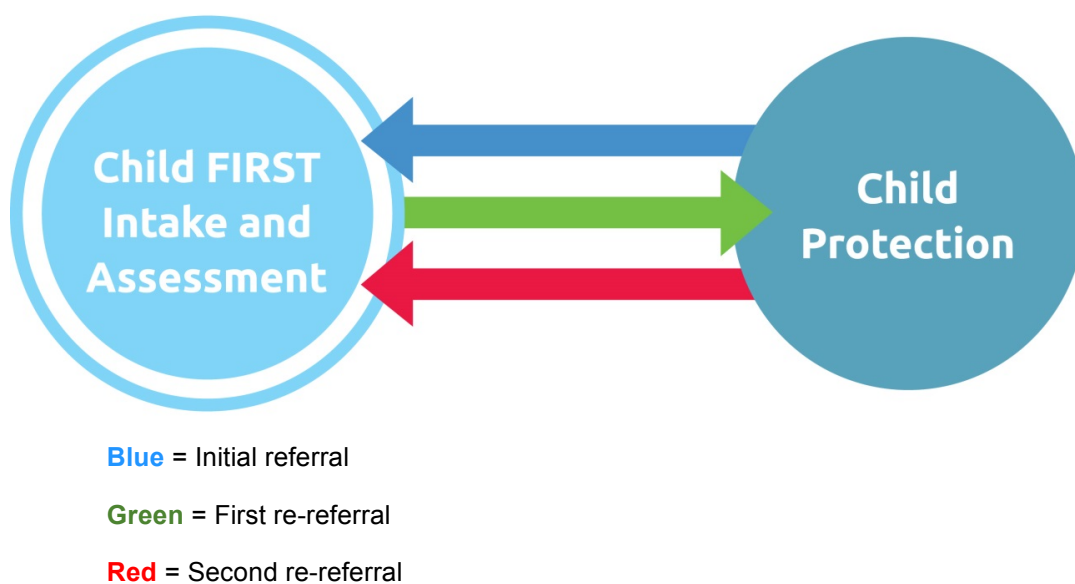 Child FIRST
Intake and
Assessment
Child
Protection
Blue = Initial referral
Green = First re-referral
Red = Second re-referral